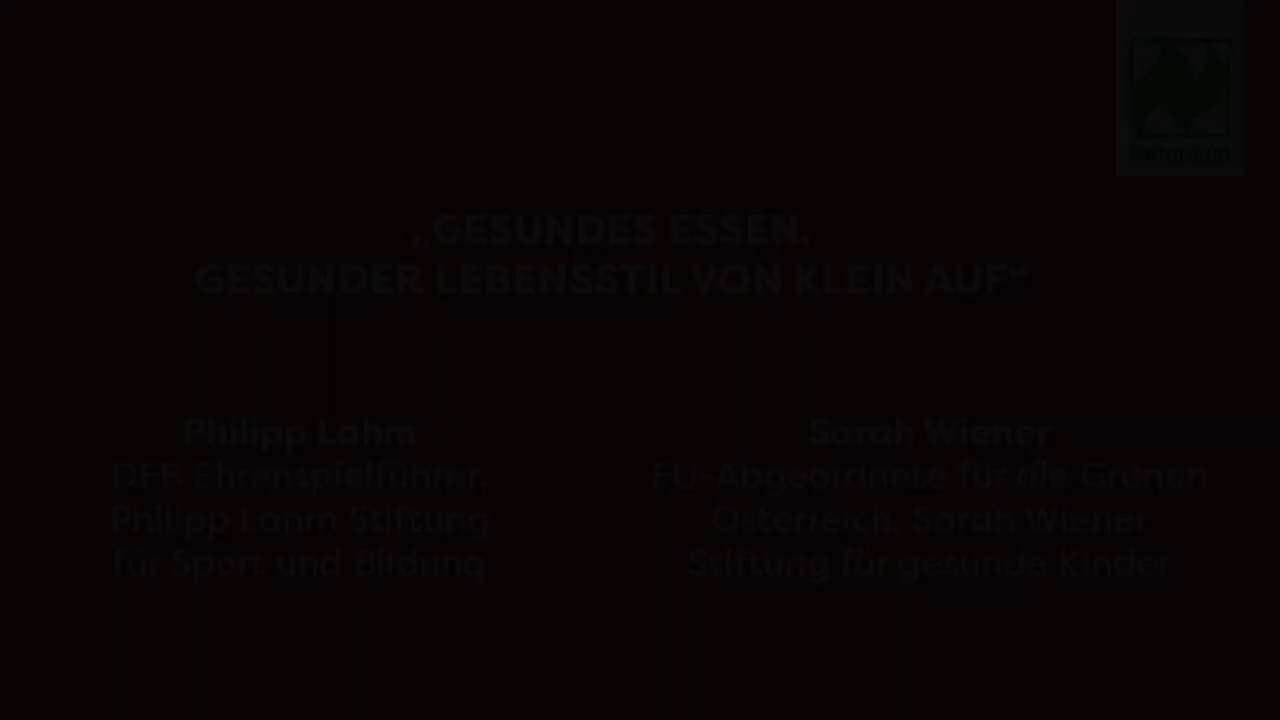 „GESUNDES ESSEN,
GESUNDER LEBENSSTIL VON KLEIN AUF“
Philipp Lahm
DFB Ehrenspielführer,
Philipp Lahm Stiftung
für Sport und Bildung
Sarah Wiener
EU-Abgeordnete für die Grünen
Österreich, Sarah Wiener
Stiftung für gesunde Kinder